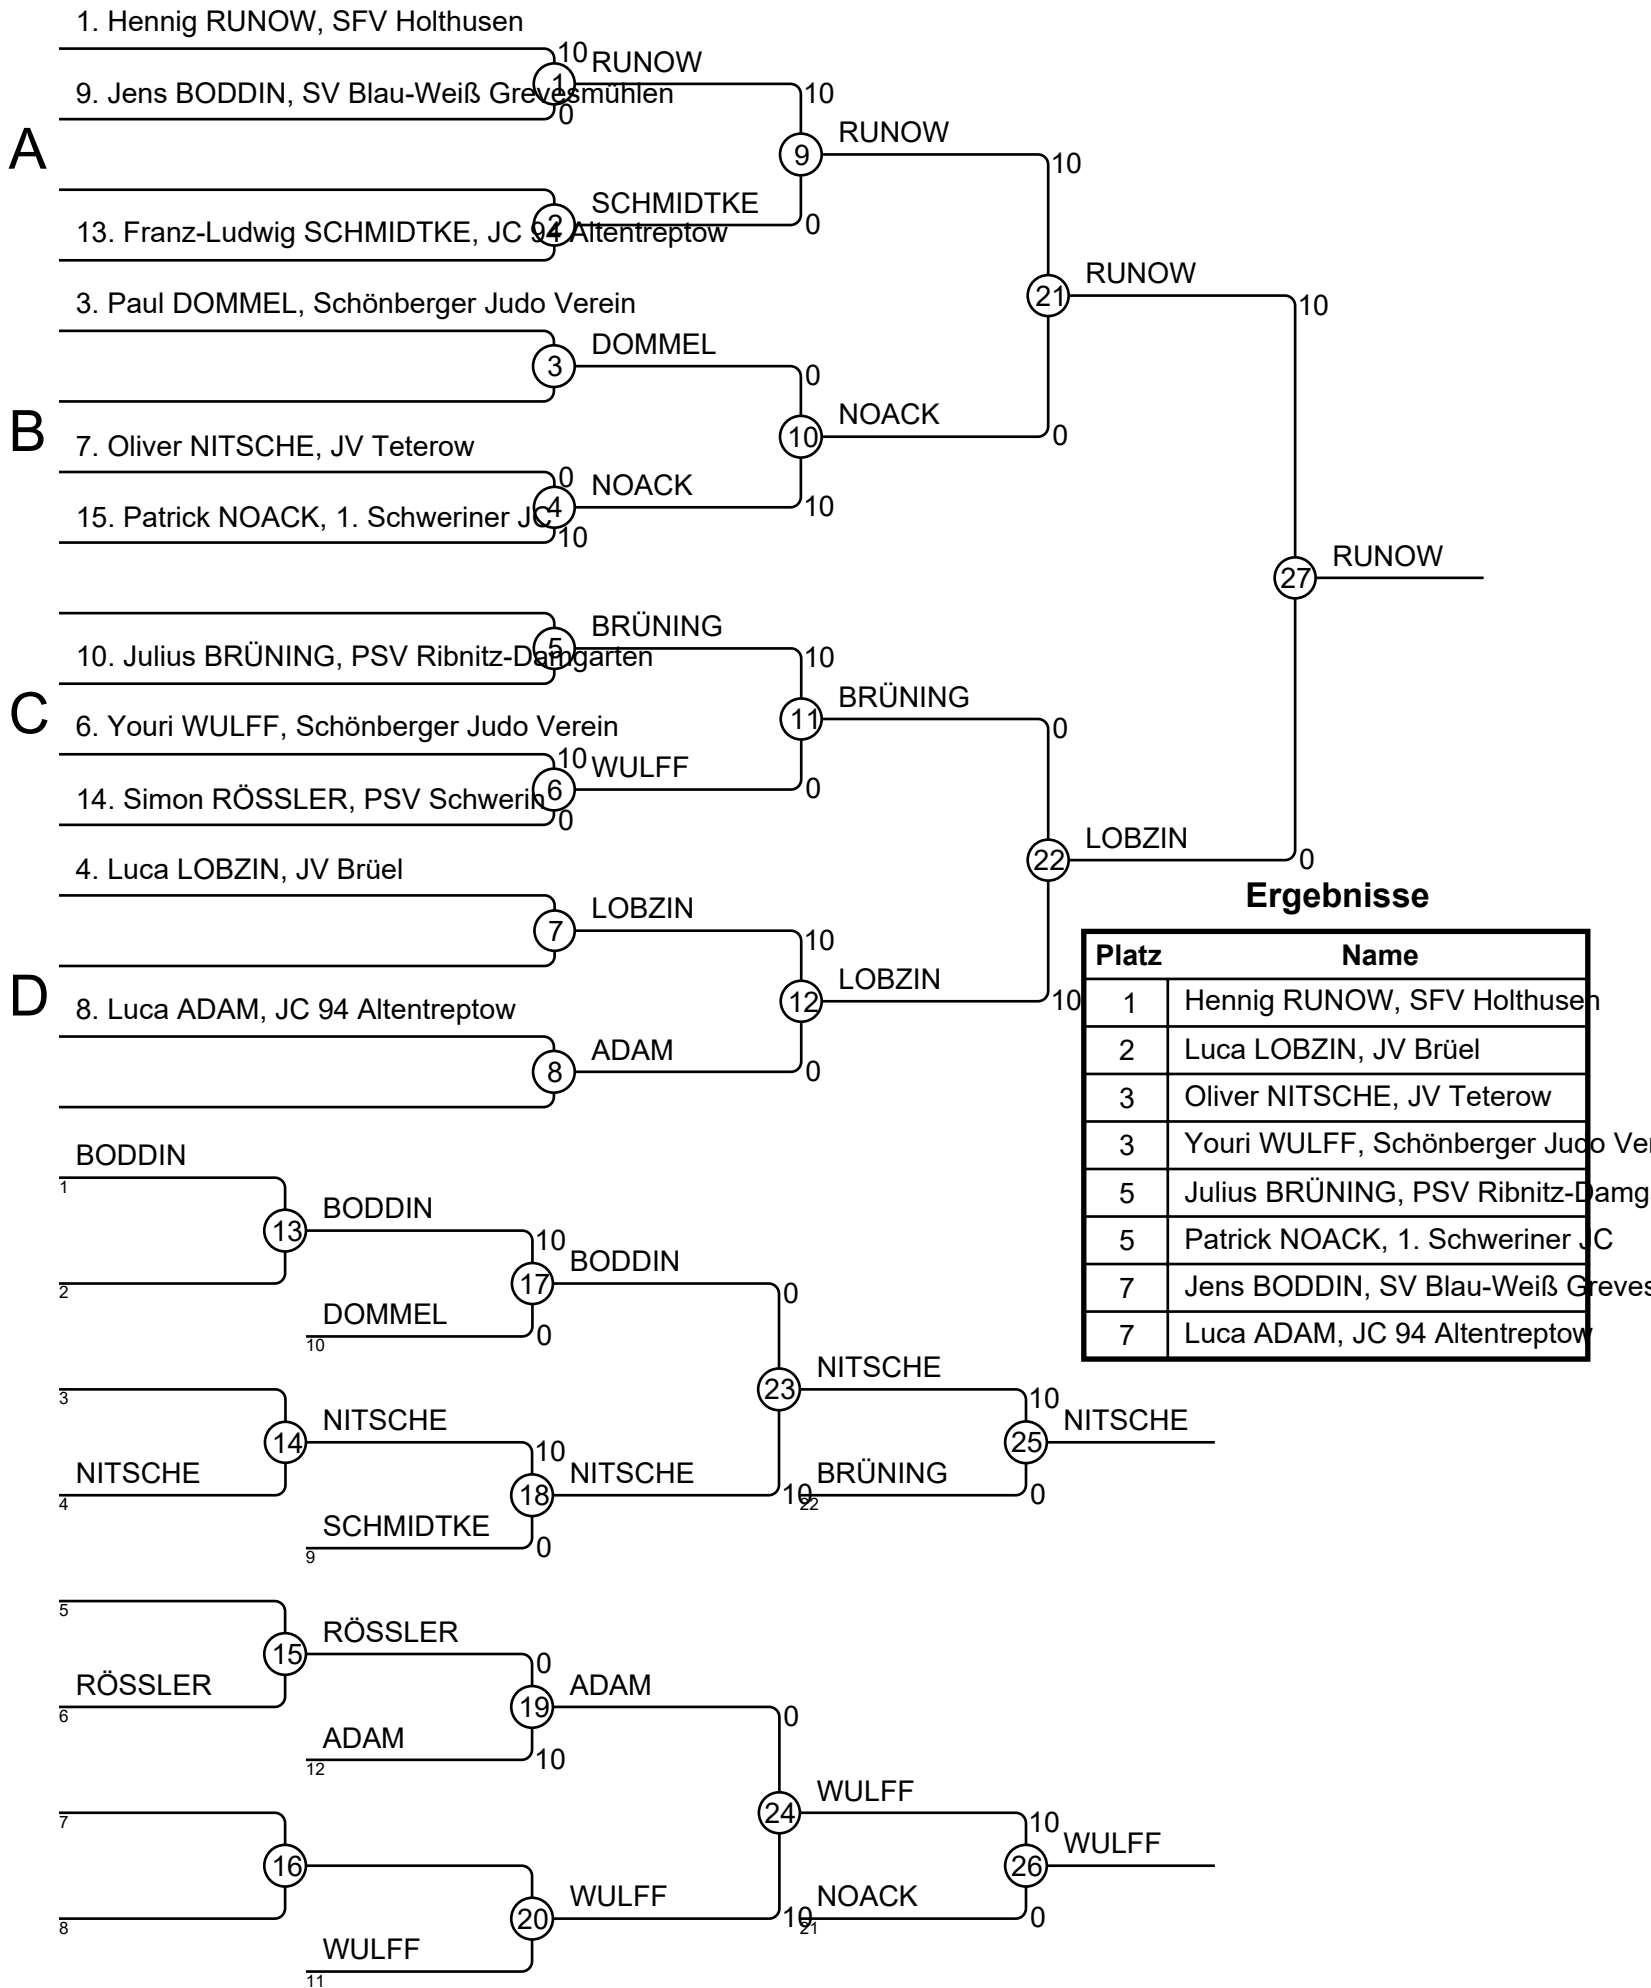 1. Hennig RUNOW, SFV Holthusen
10
RUNOW
1
9. Jens BODDIN, SV Blau-Weiß Grevesmühlen
0
10
A
RUNOW
9
10
SCHMIDTKE
2
13. Franz-Ludwig SCHMIDTKE, JC 94 Altentreptow
0
3. Paul DOMMEL, Schönberger Judo Verein
RUNOW
21
10
DOMMEL
3
0
B
NOACK
10
0
7. Oliver NITSCHE, JV Teterow
0
NOACK
4
15. Patrick NOACK, 1. Schweriner JC
10
10
RUNOW
27
BRÜNING
5
10. Julius BRÜNING, PSV Ribnitz-Damgarten
10
C
BRÜNING
11
0
6. Youri WULFF, Schönberger Judo Verein
10
WULFF
6
14. Simon RÖSSLER, PSV Schwerin
0
0
LOBZIN
22
0
4. Luca LOBZIN, JV Brüel
LOBZIN
7
10
D
LOBZIN
12
10
8. Luca ADAM, JC 94 Altentreptow
ADAM
8
0
Ergebnisse
Platz Name
1 Hennig RUNOW, SFV Holthusen
2 Luca LOBZIN, JV Brüel
3 Oliver NITSCHE, JV Teterow
3 Youri WULFF, Schönberger Judo Ver
5 Julius BRÜNING, PSV Ribnitz-Damg
5 Patrick NOACK, 1. Schweriner JC
7 Jens BODDIN, SV Blau-Weiß Greves
7 Luca ADAM, JC 94 Altentreptow
BODDIN
1
BODDIN
13
10
BODDIN
17
2
DOMMEL
10
0
0
NITSCHE
23
3
NITSCHE
14
10
10
NITSCHE
25
NITSCHE
4
NITSCHE
18
10
BRÜNING
22
0
SCHMIDTKE
9
0
5
RÖSSLER
15
0
RÖSSLER
6
ADAM
19
0
ADAM
12
10
WULFF
24
7
10
WULFF
16
26
WULFF
20
10
NOACK
21
0
8
WULFF
11